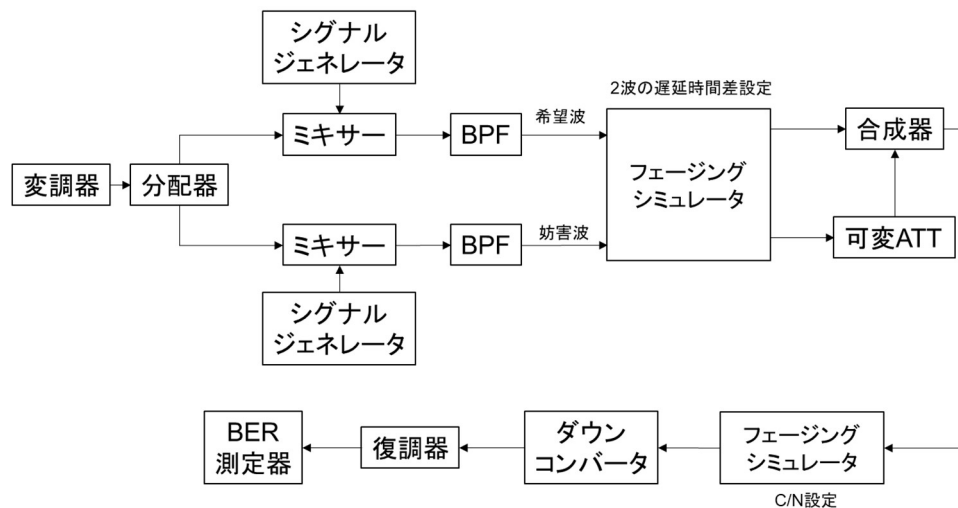 シグナル
ジェネレータ
2波の遅延時間差設定
ミキサー
BPF
希望波
合成器
変調器
分配器
フェージング
シミュレータ
ミキサー
BPF
妨害波
可変ATT
シグナル
ジェネレータ
BER
測定器
復調器
ダウン
コンバータ
フェージング
シミュレータ
C/N設定